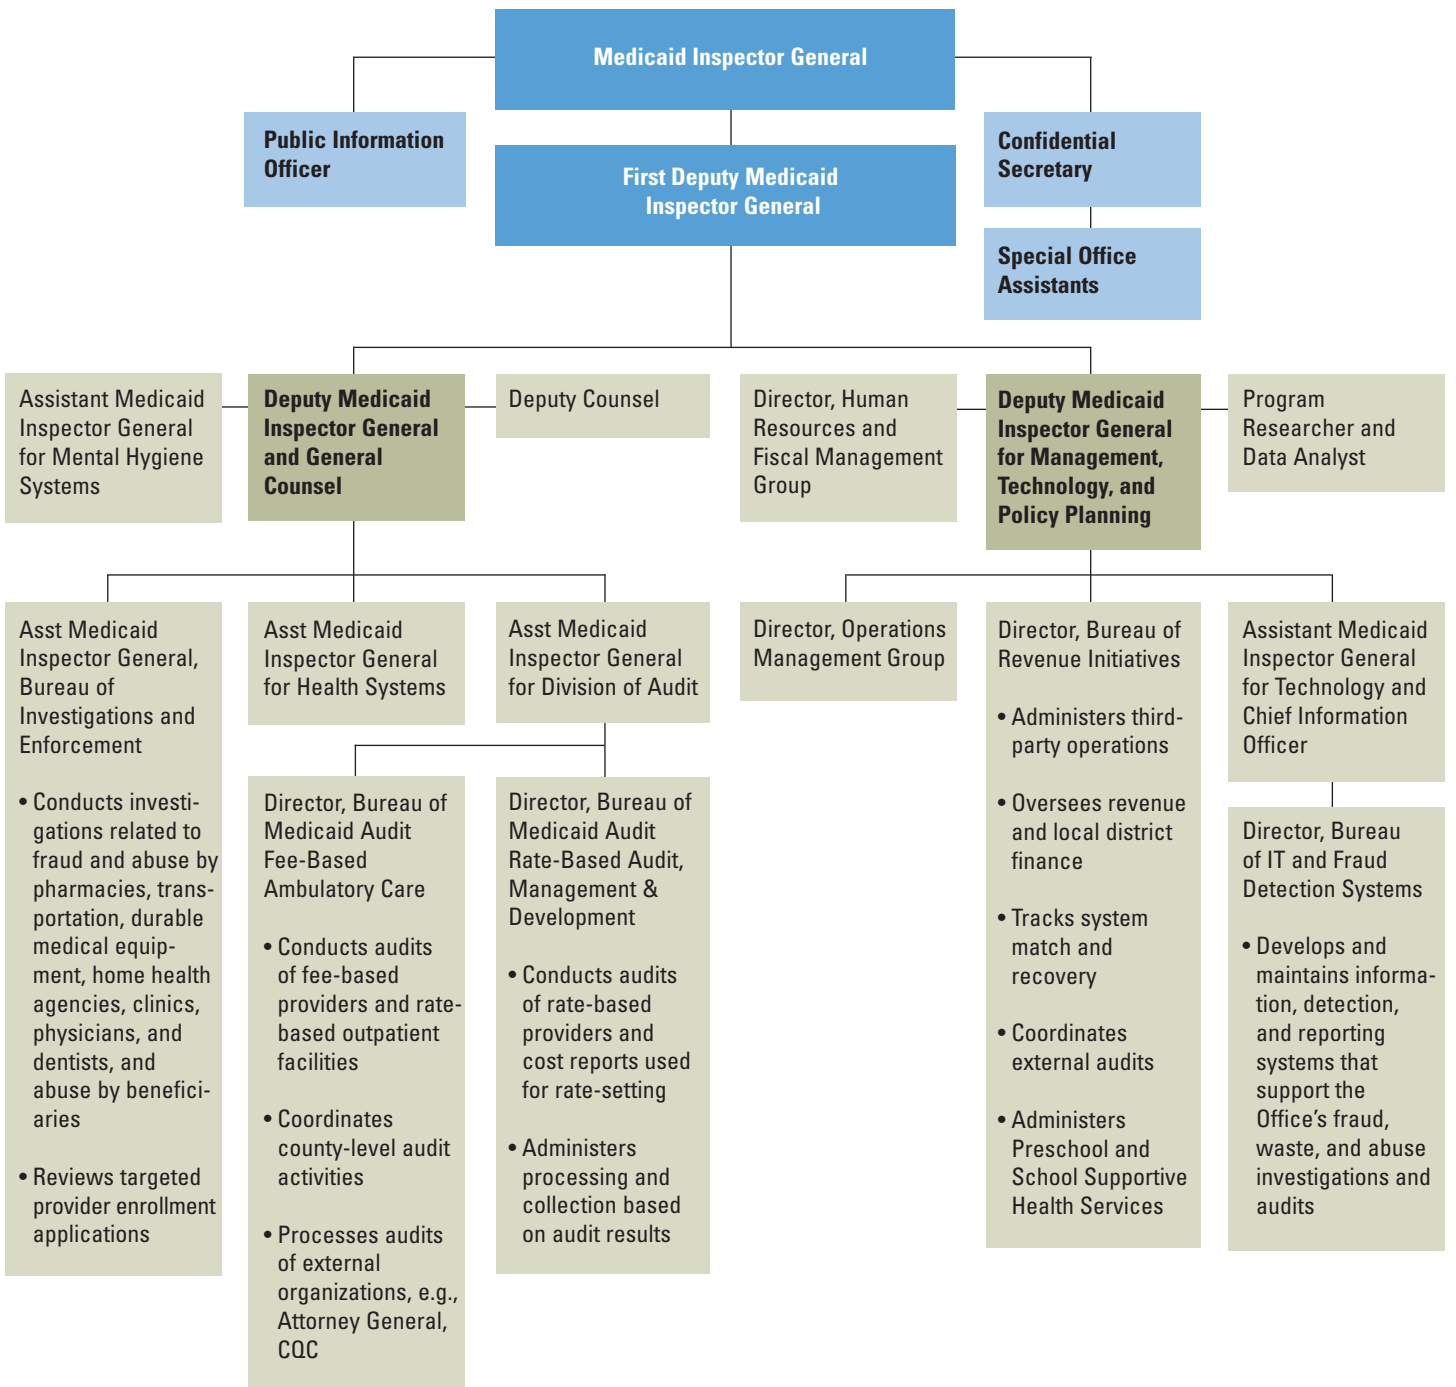 Medicaid Inspector General
Public Information
Officer
Confidential
Secretary
First Deputy Medicaid
Inspector General
Special Office
Assistants
Assistant Medicaid
Inspector General
for Mental Hygiene
Systems
Deputy Medicaid
Inspector General
and General
Counsel
Deputy Counsel
Director, Human
Resources and
Fiscal Management
Group
Deputy Medicaid
Inspector General
for Management,
Technology, and
Policy Planning
Program
Researcher and
Data Analyst
Asst Medicaid
Inspector General,
Bureau of
Investigations and
Enforcement
• Conducts investi-
gations related to
fraud and abuse by
pharmacies, trans-
portation, durable
medical equip-
ment, home health
agencies, clinics,
physicians, and
dentists, and
abuse by benefici-
aries
• Reviews targeted
provider enrollment
applications
Asst Medicaid
Inspector General
for Health Systems
Asst Medicaid
Inspector General
for Division of Audit
Director, Bureau of
Medicaid Audit
Fee-Based
Ambulatory Care
• Conducts audits
of fee-based
providers and rate-
based outpatient
facilities
• Coordinates
county-level audit
activities
• Processes audits
of external
organizations, e.g.,
Attorney General,
CQC
Director, Bureau of
Medicaid Audit
Rate-Based Audit,
Management &
Development
• Conducts audits
of rate-based
providers and
cost reports used
for rate-setting
• Administers
processing and
collection based
on audit results
Director, Operations
Management Group
Director, Bureau of
Revenue Initiatives
• Administers third-
party operations
• Oversees revenue
and local district
finance
• Tracks system
match and
recovery
• Coordinates
external audits
• Administers
Preschool and
School Supportive
Health Services
Assistant Medicaid
Inspector General
for Technology and
Chief Information
Officer
Director, Bureau
of IT and Fraud
Detection Systems
• Develops and
maintains informa-
tion, detection,
and reporting
systems that
support the
Office’s fraud,
waste, and abuse
investigations and
audits